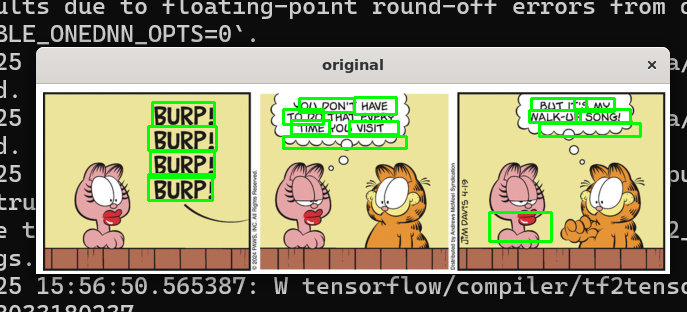 ults due to floating-point round-off errors from
BLE_ONEDNN_OPTS=0`.
25
original
×
d.
25
d.
25
tru
e t
gs.
BURP!
BURP!
BURP!
BURP!
© 2024 PAWS, INC. All Rights Reserved.
YOU DON'T HAVE
TO DO THAT EVERY
TIME YOU VISIT
Distributed by Andrews McMeel Syndication
JIM DAVIS 4-19
BUT IT'S MY
WALK-UP SONG!
25 15:56:50.565387: W tensorflow/compiler/tf2tenso